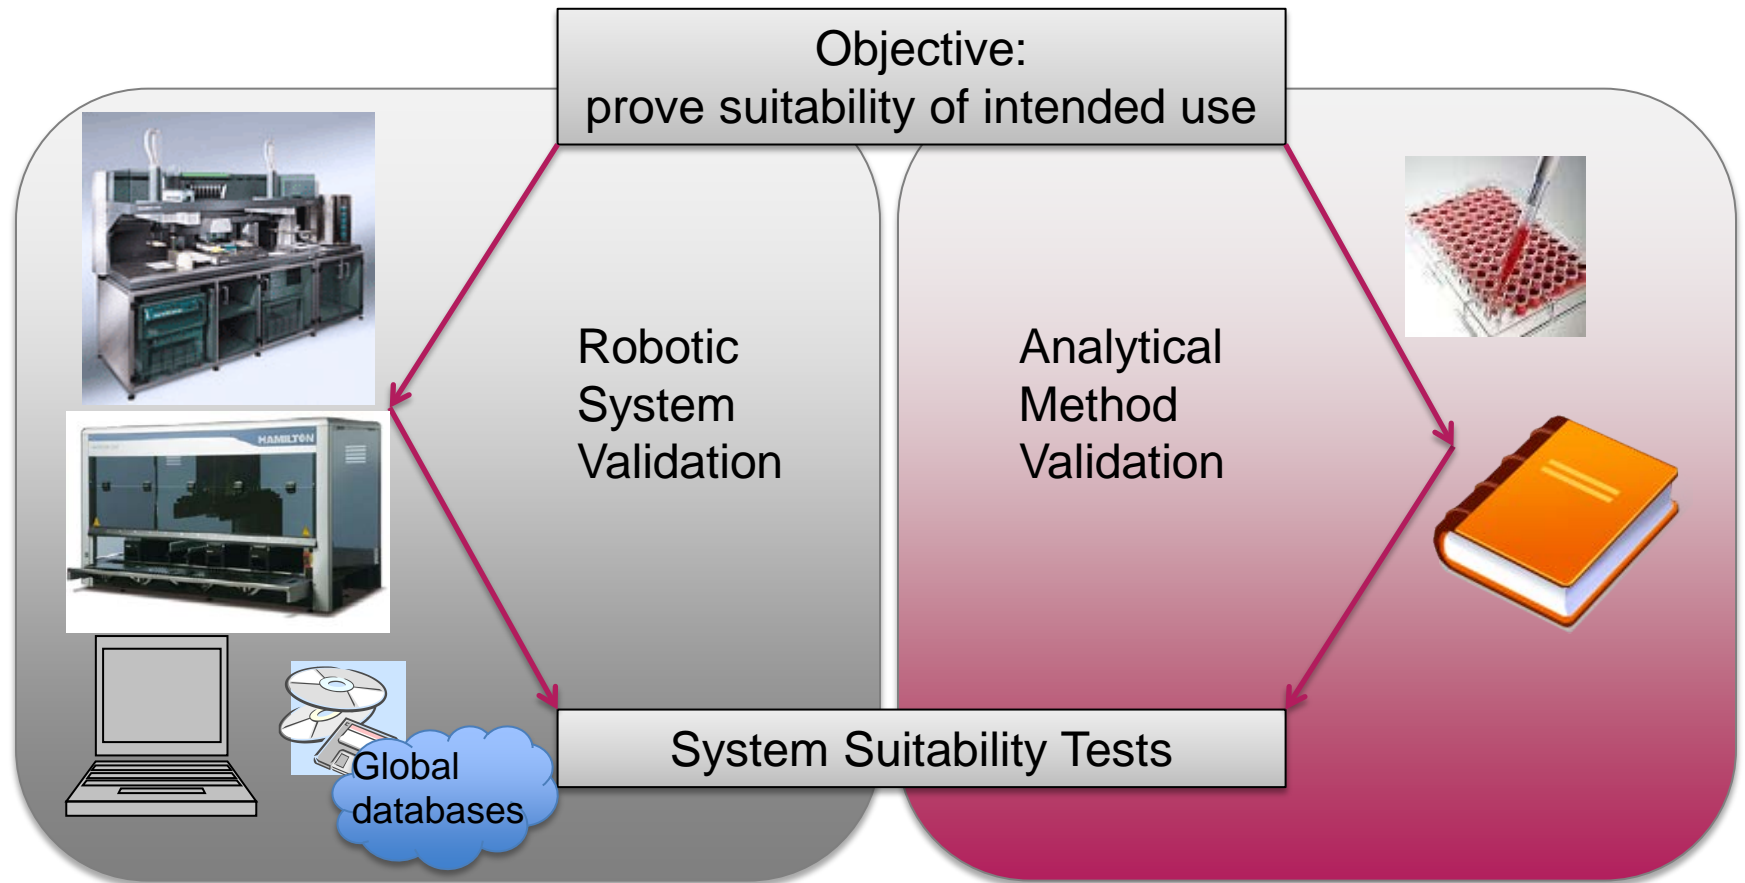 Objective:
prove suitability of intended use
Robotic
System
Validation
Analytical
Method
Validation
HAMILTON
Global
databases
System Suitability Tests